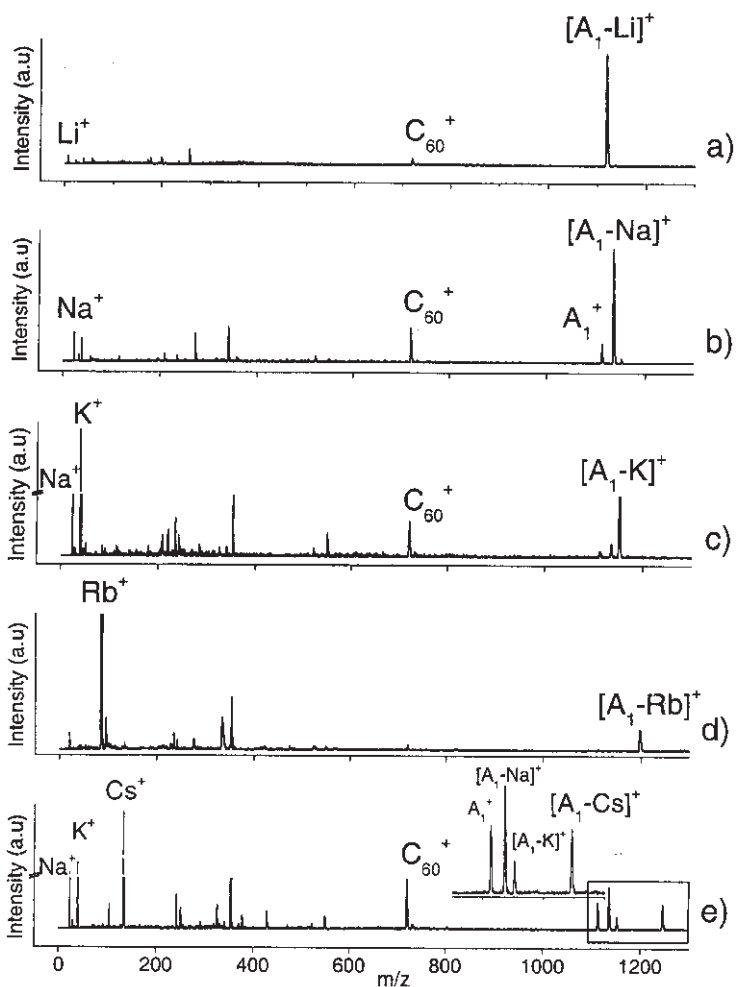 [A₁-Li]⁺
Intensity (a.u)
Li⁺
C₆₀⁺
a)
[A₁-Na]⁺
Intensity (a.u)
Na⁺
C₆₀⁺
A₁⁺
b)
K⁺
Intensity (a.u)
Na⁺
C₆₀⁺
[A₁-K]⁺
c)
Rb⁺
Intensity (a.u)
[A₁-Rb]⁺
d)
Cs⁺
Intensity (a.u)
K⁺
Na⁺
C₆₀⁺
[A₁-Na]⁺
A₁⁺
[A₁-K]⁺
[A₁-Cs]⁺
e)
0 200 400 600 800 1000 1200
m/z